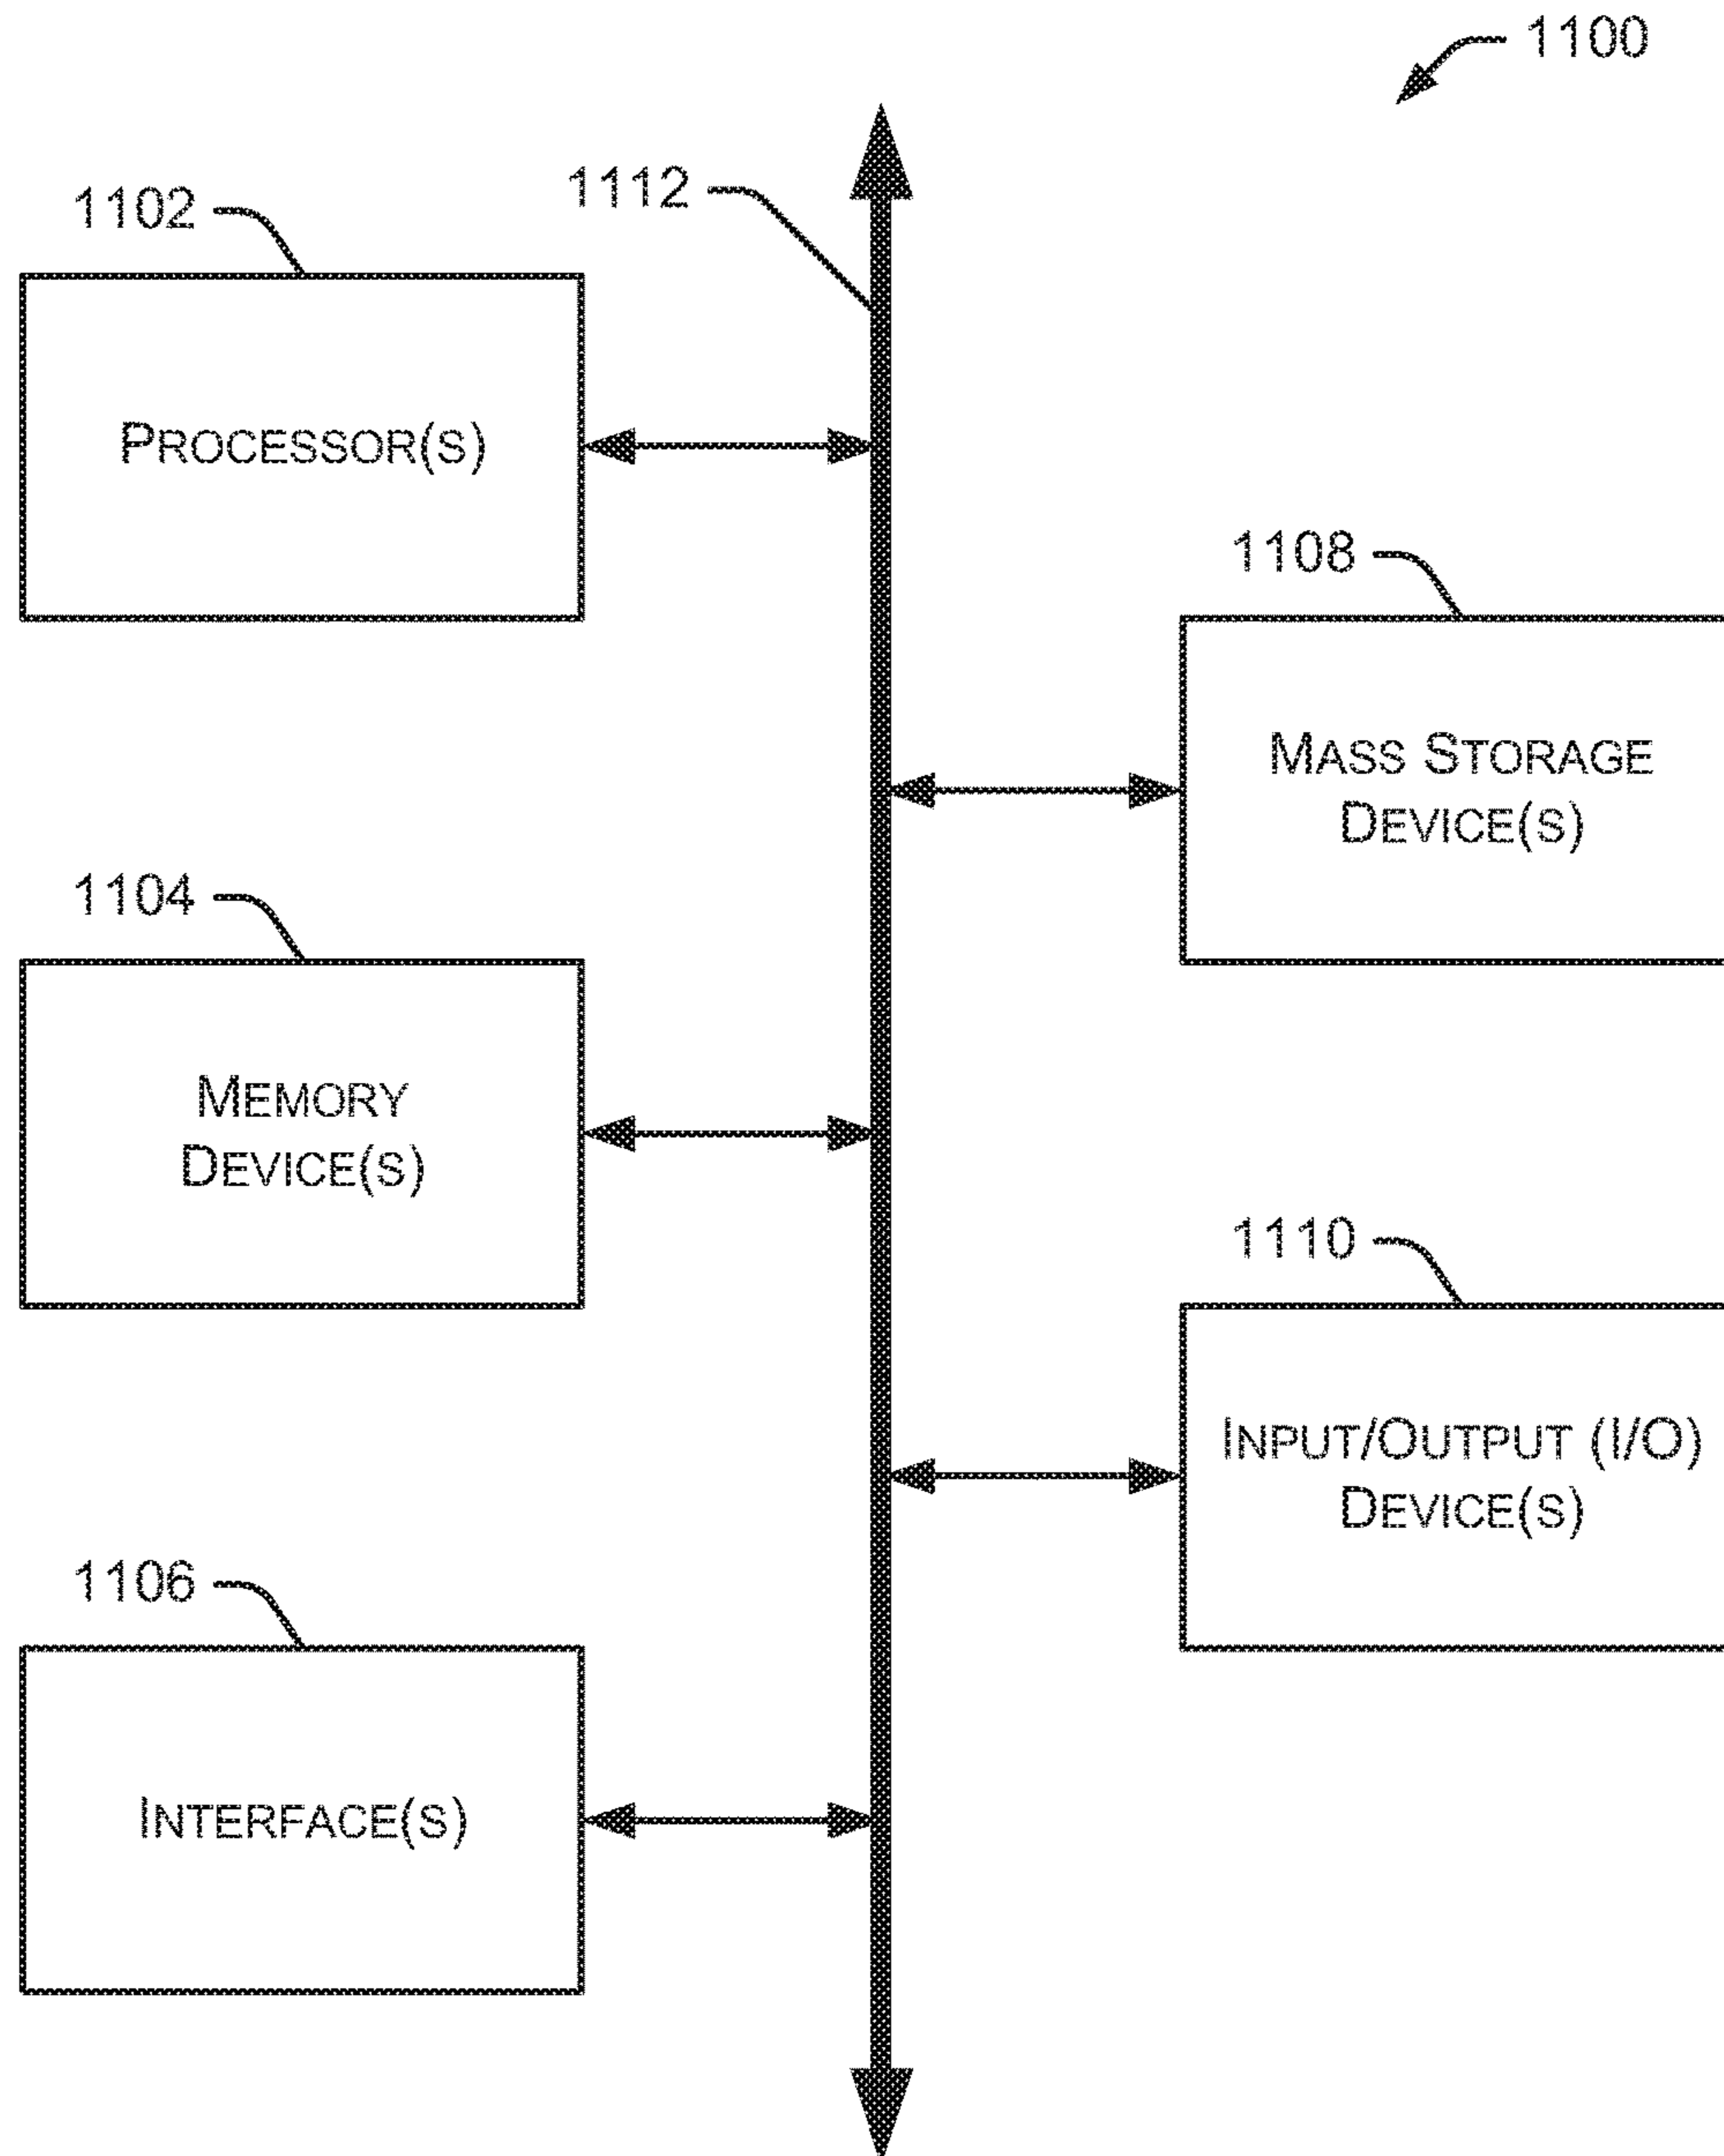 1100
1102
1112
PROCESSOR(S)
1108
MASS STORAGE
DEVICE(S)
1104
MEMORY
DEVICE(S)
1110
INPUT/OUTPUT (I/O)
DEVICE(S)
1106
INTERFACE(S)